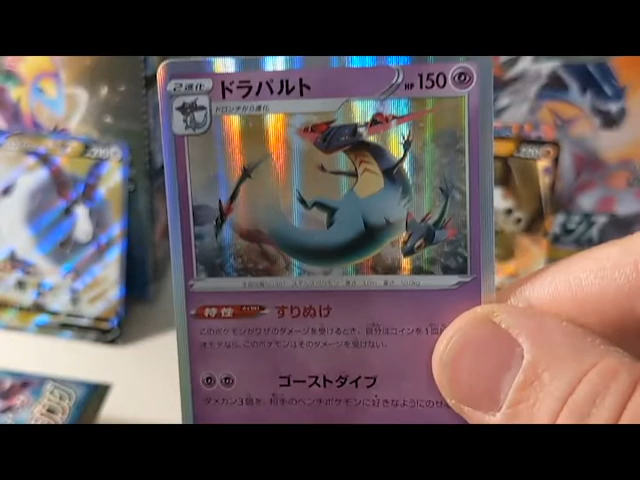 2進化 ドラパルト HP 150
ドロンチから進化
特性 すりぬけ
このポケモンがワザのダメージを受けるとき、自分はコインを1
オモテなら、このポケモンはそのダメージを受けない。
ゴーストダイブ
ダメカン3個を、相手のベンチポケモンに好きなようにのせ
210
220